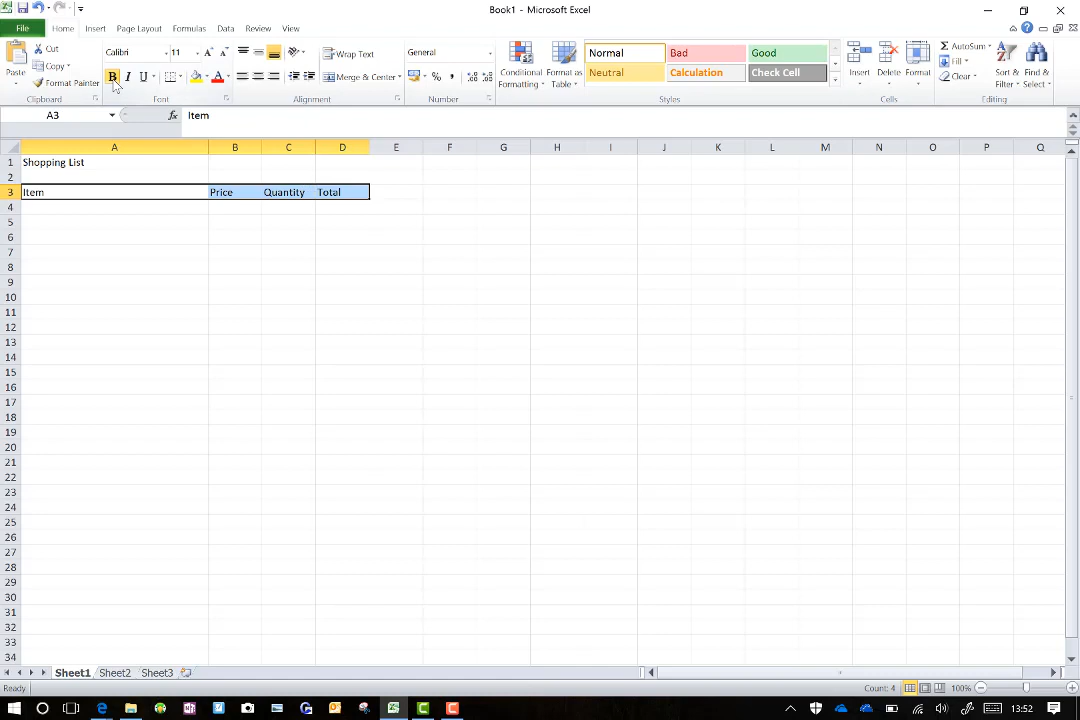 Book1 - Microsoft Excel
File Home Insert Page Layout Formulas Data Review View
Paste
Cut
Copy
Format Painter
Clipboard
Calibri 11
B I U
A
Font
Wrap Text
Merge & Center
Alignment
General
%
Number
Conditional Formatting
Format as Table
Normal Bad Good
Neutral Calculation Check Cell
Styles
Insert Delete Format
Cells
AutoSum
Fill
Clear
Sort & Filter
Find & Select
Editing
A3 fx Item
A B C D E F G H I J K L M N O P Q
1 Shopping List
2
3 Item Price Quantity Total
4
5
6
7
8
9
10
11
12
13
14
15
16
17
18
19
20
21
22
23
24
25
26
27
28
29
30
31
32
33
34
Sheet1 Sheet2 Sheet3
Ready Count: 4 100%
13:52